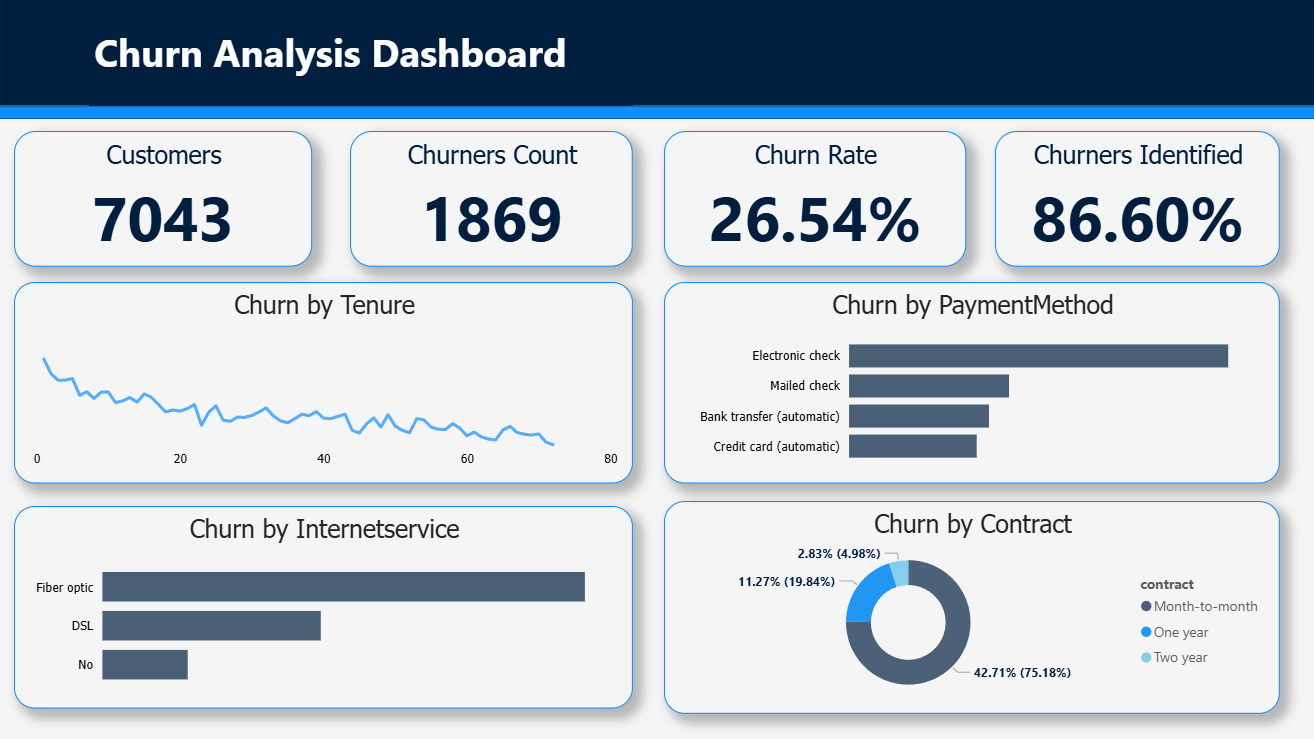 Churn Analysis Dashboard
Customers
7043
Churners Count
1869
Churn Rate
26.54%
Churners Identified
86.60%
Churn by Tenure
0 20 40 60 80
Churn by PaymentMethod
Electronic check
Mailed check
Bank transfer (automatic)
Credit card (automatic)
Churn by Internetservice
Fiber optic
DSL
No
Churn by Contract
2.83% (4.98%)
11.27% (19.84%)
42.71% (75.18%)
contract
Month-to-month
One year
Two year